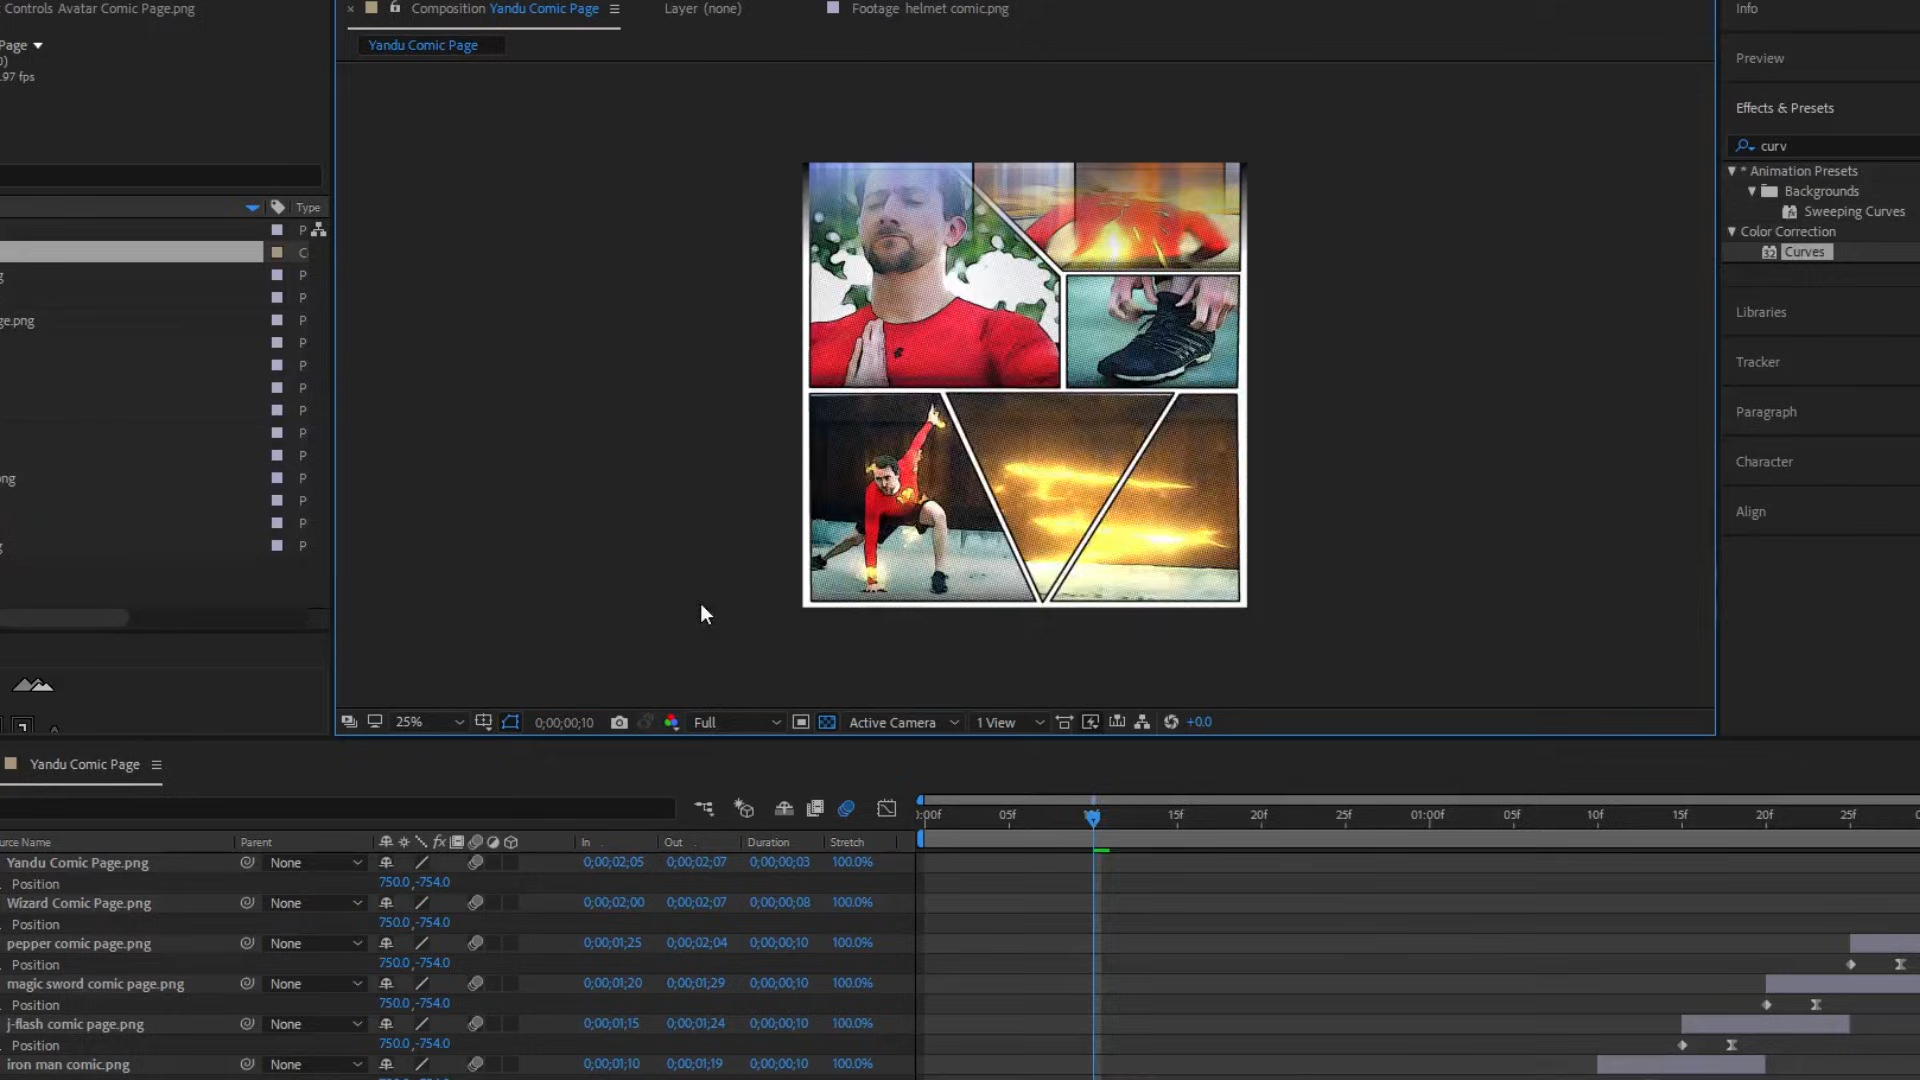 Controls Avatar Comic Page.png
× Composition Yandu Comic Page
Layer (none)
Footage helmet comic.png
Info
Page
Yandu Comic Page
0)
.97 fps
Preview
Effects & Presets
curv
* Animation Presets
Backgrounds
Sweeping Curves
Color Correction
32 Curves
Type
P
C
g P
P
ge.png P
P
P
P
P
P
P
png P
P
P
g P
Libraries
Tracker
Paragraph
Character
Align
25%
0;00;00;10
Full
Active Camera
1 View
+0.0
Yandu Comic Page
):00f 05f 15f 20f 25f 01:00f 05f 10f 15f 20f 25f
urce Name Parent fx In Out Duration Stretch
Yandu Comic Page.png None 0;00;02;05 0;00;02;07 0;00;00;03 100.0%
Position 750.0,-754.0
Wizard Comic Page.png None 0;00;02;00 0;00;02;07 0;00;00;08 100.0%
Position 750.0,-754.0
pepper comic page.png None 0;00;01;25 0;00;02;04 0;00;00;10 100.0%
Position 750.0,-754.0
magic sword comic page.png None 0;00;01;20 0;00;01;29 0;00;00;10 100.0%
Position 750.0,-754.0
j-flash comic page.png None 0;00;01;15 0;00;01;24 0;00;00;10 100.0%
Position 750.0,-754.0
iron man comic.png None 0;00;01;10 0;00;01;19 0;00;00;10 100.0%